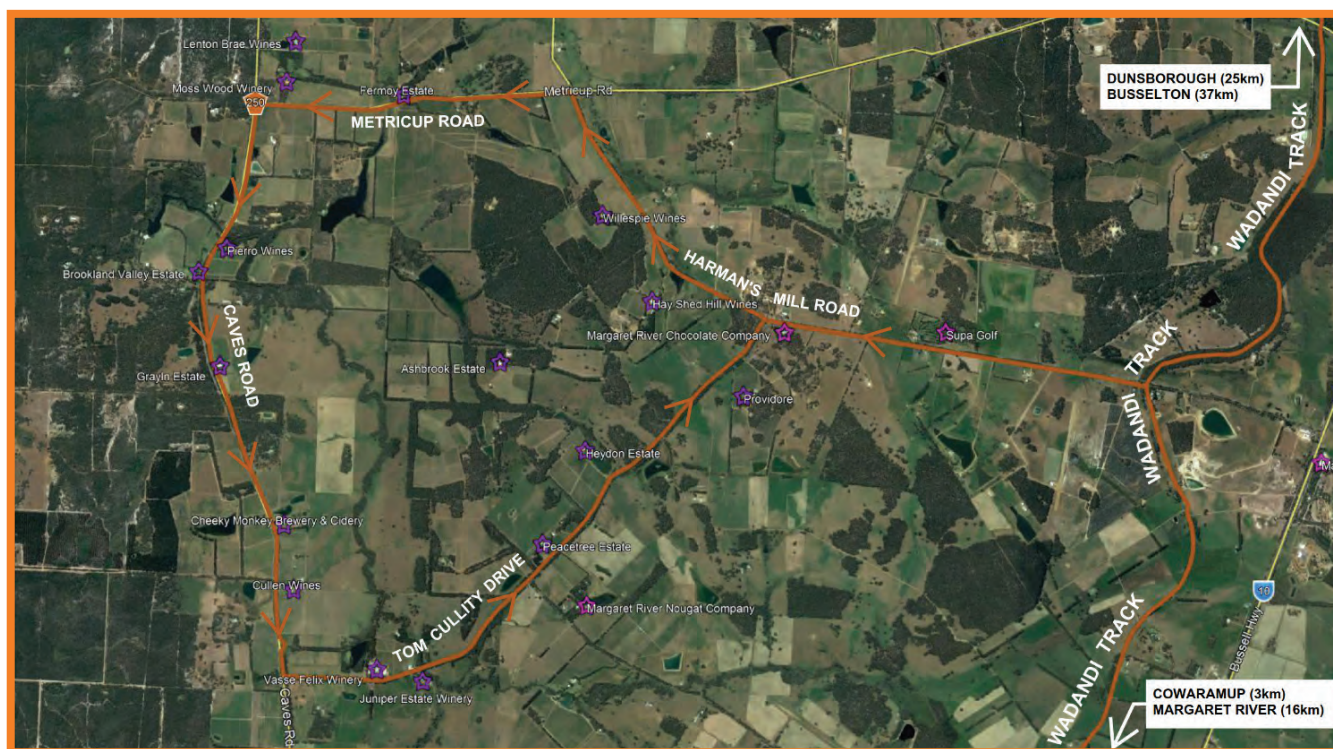 Lenton Brae Wines
DUNSBOROUGH (25km)
BUSSELTON (37km)
Moss Wood Winery
Fermoy Estate
Metricup Rd
250
METRICUP ROAD
WADANDI TRACK
Willespie Wines
Pierro Wines
Brookland Valley Estate
HARMAN'S MILL ROAD
Hay Shed Hill Wines
CAVES ROAD
Margaret River Chocolate Company
Supa Golf
WADANDI TRACK
Ashbrook Estate
Graylin Estate
Providore
Heydon Estate
Ma
Cheeky Monkey Brewery & Cidery
Peacetree Estate
Cullen Wines
10
Margaret River Nougat Company
TOM CULLITY DRIVE
Bussell Hwy
WADANDI TRACK
Vasse Felix Winery
Juniper Estate Winery
Caves Rd
COWARAMUP (3km)
MARGARET RIVER (16km)